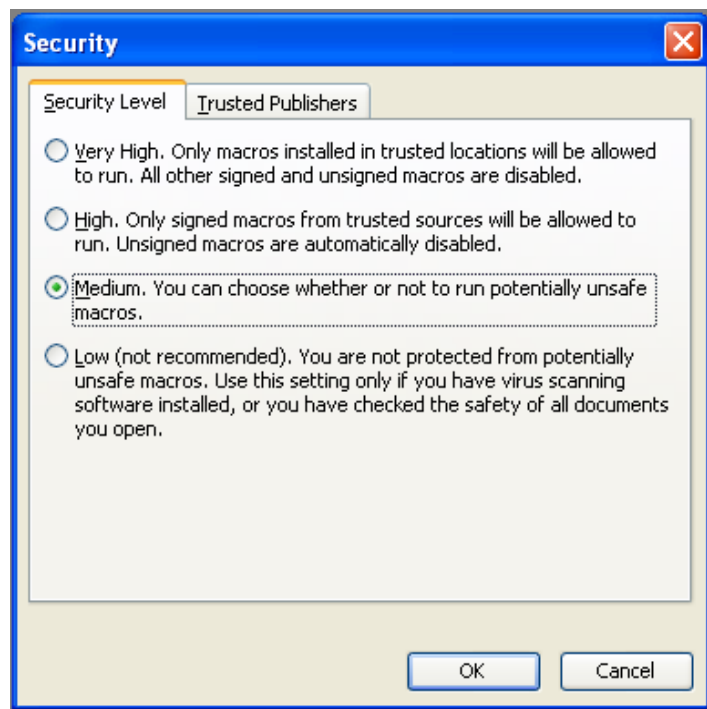 Security
Security Level
Trusted Publishers
Very High. Only macros installed in trusted locations will be allowed
to run. All other signed and unsigned macros are disabled.
High. Only signed macros from trusted sources will be allowed to
run. Unsigned macros are automatically disabled.
Medium. You can choose whether or not to run potentially unsafe
macros.
Low (not recommended). You are not protected from potentially
unsafe macros. Use this setting only if you have virus scanning
software installed, or you have checked the safety of all documents
you open.
OK
Cancel